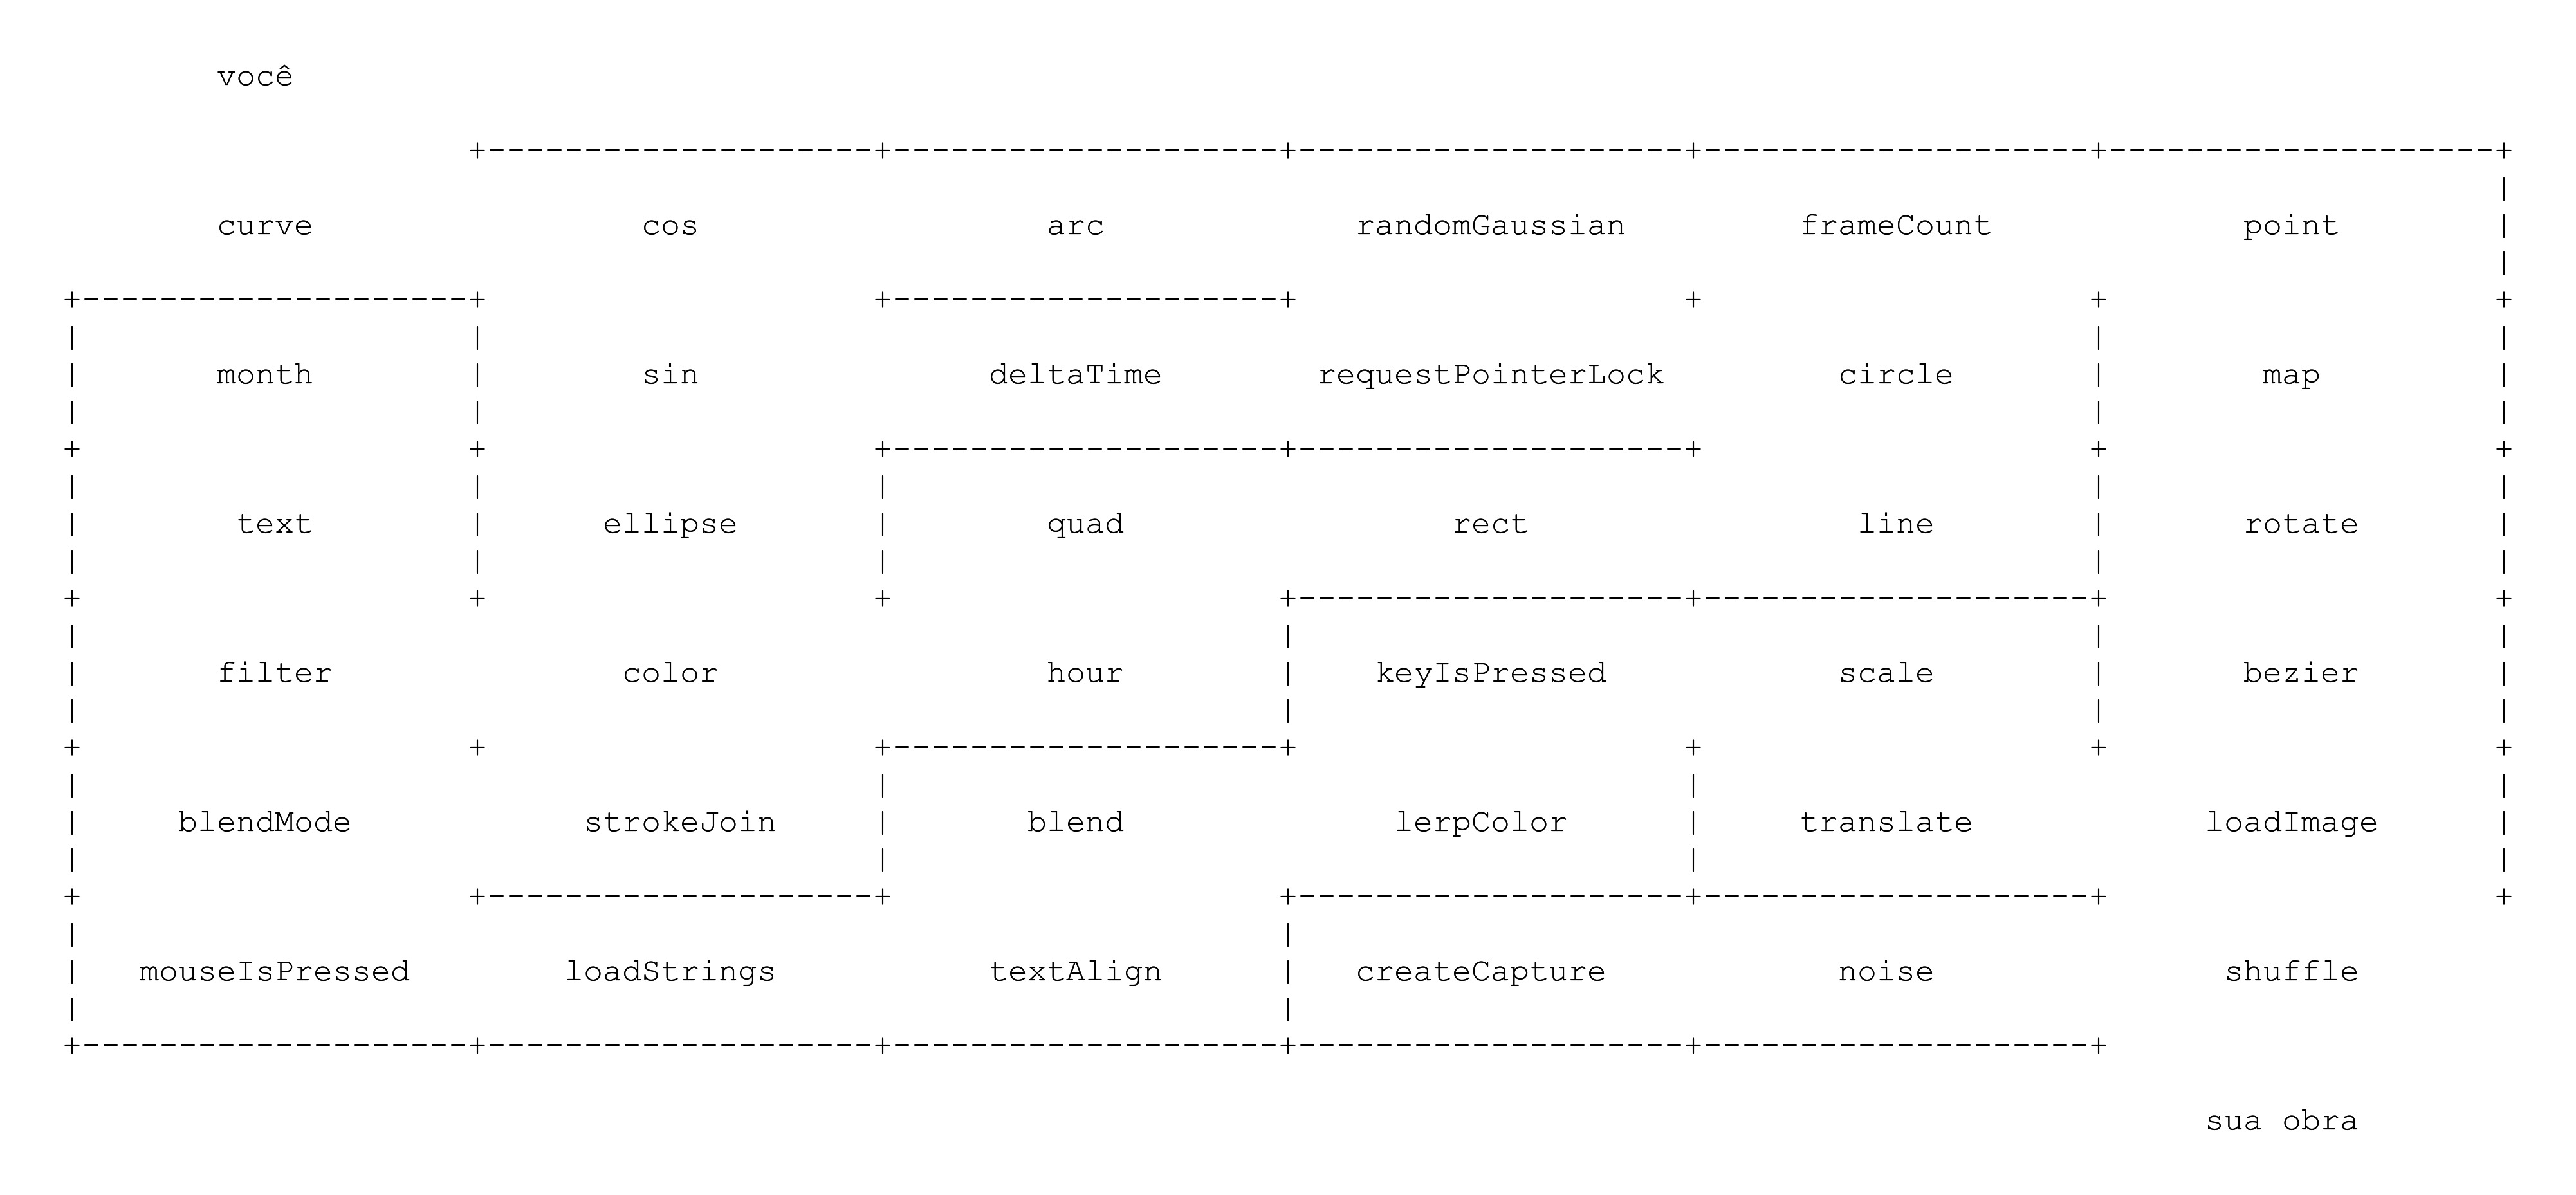 você
curve cos arc randomGaussian frameCount point
month sin deltaTime requestPointerLock circle map
text ellipse quad rect line rotate
filter color hour keyIsPressed scale bezier
blendMode strokeJoin blend lerpColor translate loadImage
mouseIsPressed loadStrings textAlign createCapture noise shuffle
sua obra